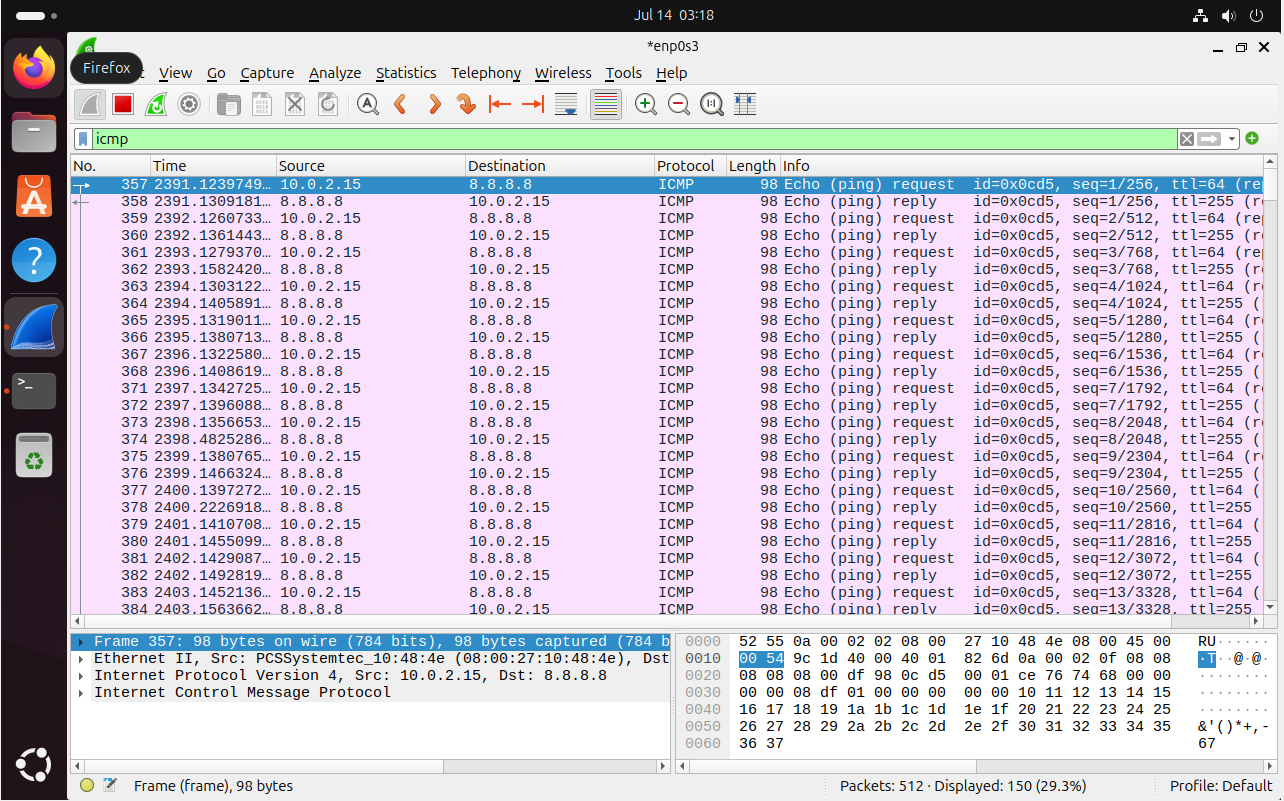 Jul 14 03:18
*enp0s3
Firefox
View Go Capture Analyze Statistics Telephony Wireless Tools Help
icmp
No. Time Source Destination Protocol Length Info
357 2391.1239749… 10.0.2.15 8.8.8.8 ICMP 98 Echo (ping) request id=0x0cd5, seq=1/256, ttl=64 (rep
358 2391.1309181… 8.8.8.8 10.0.2.15 ICMP 98 Echo (ping) reply id=0x0cd5, seq=1/256, ttl=255 (r
359 2392.1260733… 10.0.2.15 8.8.8.8 ICMP 98 Echo (ping) request id=0x0cd5, seq=2/512, ttl=64 (rep
360 2392.1361443… 8.8.8.8 10.0.2.15 ICMP 98 Echo (ping) reply id=0x0cd5, seq=2/512, ttl=255 (r
361 2393.1279370… 10.0.2.15 8.8.8.8 ICMP 98 Echo (ping) request id=0x0cd5, seq=3/768, ttl=64 (rep
362 2393.1582420… 8.8.8.8 10.0.2.15 ICMP 98 Echo (ping) reply id=0x0cd5, seq=3/768, ttl=255 (r
363 2394.1303122… 10.0.2.15 8.8.8.8 ICMP 98 Echo (ping) request id=0x0cd5, seq=4/1024, ttl=64 (r
364 2394.1405891… 8.8.8.8 10.0.2.15 ICMP 98 Echo (ping) reply id=0x0cd5, seq=4/1024, ttl=255 (
365 2395.1319011… 10.0.2.15 8.8.8.8 ICMP 98 Echo (ping) request id=0x0cd5, seq=5/1280, ttl=64 (r
366 2395.1380713… 8.8.8.8 10.0.2.15 ICMP 98 Echo (ping) reply id=0x0cd5, seq=5/1280, ttl=255 (
367 2396.1322580… 10.0.2.15 8.8.8.8 ICMP 98 Echo (ping) request id=0x0cd5, seq=6/1536, ttl=64 (r
368 2396.1408619… 8.8.8.8 10.0.2.15 ICMP 98 Echo (ping) reply id=0x0cd5, seq=6/1536, ttl=255 (
371 2397.1342725… 10.0.2.15 8.8.8.8 ICMP 98 Echo (ping) request id=0x0cd5, seq=7/1792, ttl=64 (r
372 2397.1396088… 8.8.8.8 10.0.2.15 ICMP 98 Echo (ping) reply id=0x0cd5, seq=7/1792, ttl=255 (
373 2398.1356653… 10.0.2.15 8.8.8.8 ICMP 98 Echo (ping) request id=0x0cd5, seq=8/2048, ttl=64 (r
374 2398.4825286… 8.8.8.8 10.0.2.15 ICMP 98 Echo (ping) reply id=0x0cd5, seq=8/2048, ttl=255 (
375 2399.1380765… 10.0.2.15 8.8.8.8 ICMP 98 Echo (ping) request id=0x0cd5, seq=9/2304, ttl=64 (r
376 2399.1466324… 8.8.8.8 10.0.2.15 ICMP 98 Echo (ping) reply id=0x0cd5, seq=9/2304, ttl=255 (
377 2400.1397272… 10.0.2.15 8.8.8.8 ICMP 98 Echo (ping) request id=0x0cd5, seq=10/2560, ttl=64 (
378 2400.2226918… 8.8.8.8 10.0.2.15 ICMP 98 Echo (ping) reply id=0x0cd5, seq=10/2560, ttl=255
379 2401.1410708… 10.0.2.15 8.8.8.8 ICMP 98 Echo (ping) request id=0x0cd5, seq=11/2816, ttl=64 (
380 2401.1455099… 8.8.8.8 10.0.2.15 ICMP 98 Echo (ping) reply id=0x0cd5, seq=11/2816, ttl=255
381 2402.1429087… 10.0.2.15 8.8.8.8 ICMP 98 Echo (ping) request id=0x0cd5, seq=12/3072, ttl=64 (
382 2402.1492819… 8.8.8.8 10.0.2.15 ICMP 98 Echo (ping) reply id=0x0cd5, seq=12/3072, ttl=255
383 2403.1452136… 10.0.2.15 8.8.8.8 ICMP 98 Echo (ping) request id=0x0cd5, seq=13/3328, ttl=64 (
384 2403.1563662… 8.8.8.8 10.0.2.15 ICMP 98 Echo (ping) reply id=0x0cd5, seq=13/3328, ttl=255
Frame 357: 98 bytes on wire (784 bits), 98 bytes captured (784 b
Ethernet II, Src: PCSSystemtec_10:48:4e (08:00:27:10:48:4e), Dst
Internet Protocol Version 4, Src: 10.0.2.15, Dst: 8.8.8.8
Internet Control Message Protocol
0000 52 55 0a 00 02 02 08 00 27 10 48 4e 08 00 45 00 RU······
0010 00 54 9c 1d 40 00 40 01 82 6d 0a 00 02 0f 08 08 ·T··@·@·
0020 08 08 08 00 df 98 0c d5 00 01 ce 76 74 68 00 00 ········
0030 00 00 08 df 01 00 00 00 00 00 10 11 12 13 14 15 ········
0040 16 17 18 19 1a 1b 1c 1d 1e 1f 20 21 22 23 24 25 ········
0050 26 27 28 29 2a 2b 2c 2d 2e 2f 30 31 32 33 34 35 &'()*+,-
0060 36 37 67
Frame (frame), 98 bytes
Packets: 512 · Displayed: 150 (29.3%)
Profile: Default